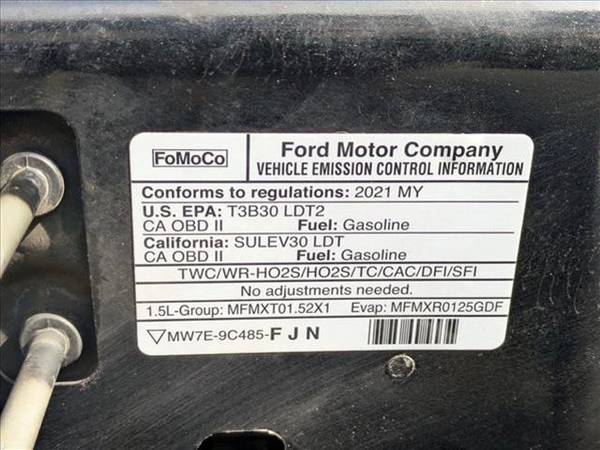 FoMoCo
Ford Motor Company
VEHICLE EMISSION CONTROL INFORMATION
Conforms to regulations: 2021 MY
U.S. EPA: T3B30 LDT2
CA OBD II Fuel: Gasoline
California: SULEV30 LDT
CA OBD II Fuel: Gasoline
TWC/WR-HO2S/HO2S/TC/CAC/DFI/SFI
No adjustments needed.
1.5L-Group: MFMXT01.52X1 Evap: MFMXR0125GDF
MW7E-9C485-F J N